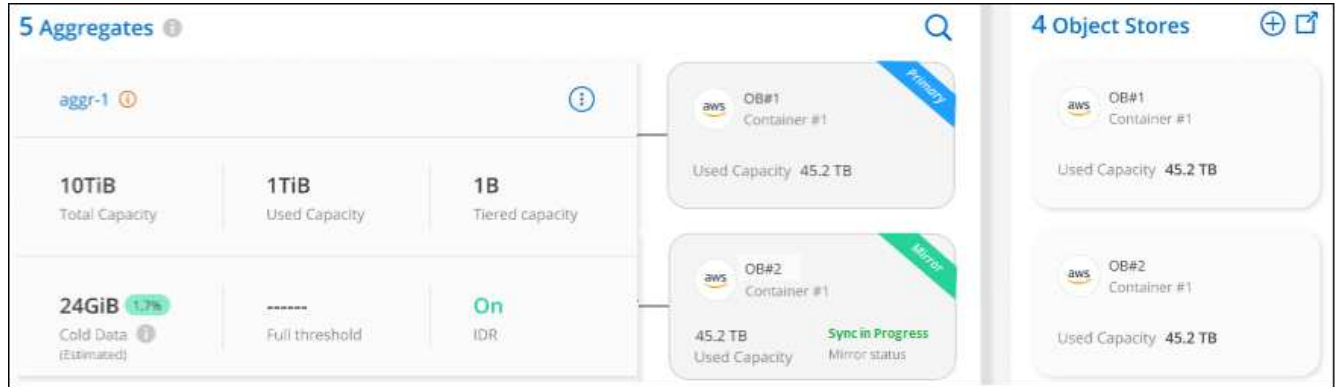 5 Aggregates
aggr-1
10TiB
Total Capacity
1TiB
Used Capacity
1B
Tiered capacity
24GiB 1.7%
Cold Data
(Estimated)
------
Full threshold
On
IDR
aws
OB#1
Container #1
Primary
Used Capacity 45.2 TB
aws
OB#2
Container #1
Mirror
45.2 TB
Used Capacity
Sync in Progress
Mirror status
4 Object Stores
aws
OB#1
Container #1
Used Capacity 45.2 TB
aws
OB#2
Container #1
Used Capacity 45.2 TB